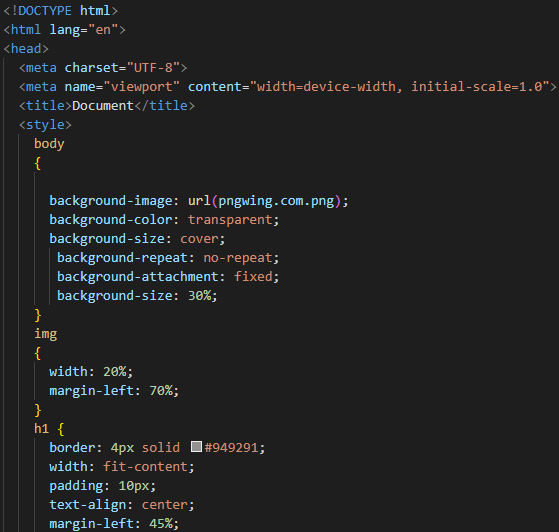 <!DOCTYPE html>
<html lang="en">
<head>
  <meta charset="UTF-8">
  <meta name="viewport" content="width=device-width, initial-scale=1.0">
  <title>Document</title>
  <style>
    body
    {
      background-image: url(pngwing.com.png);
      background-color: transparent;
      background-size: cover;
       background-repeat: no-repeat;
       background-attachment: fixed;
       background-size: 30%;
    }
    img
    {
      width: 20%;
      margin-left: 70%;
    }
    h1 {
      border: 4px solid #949291;
      width: fit-content;
      padding: 10px;
      text-align: center;
      margin-left: 45%;